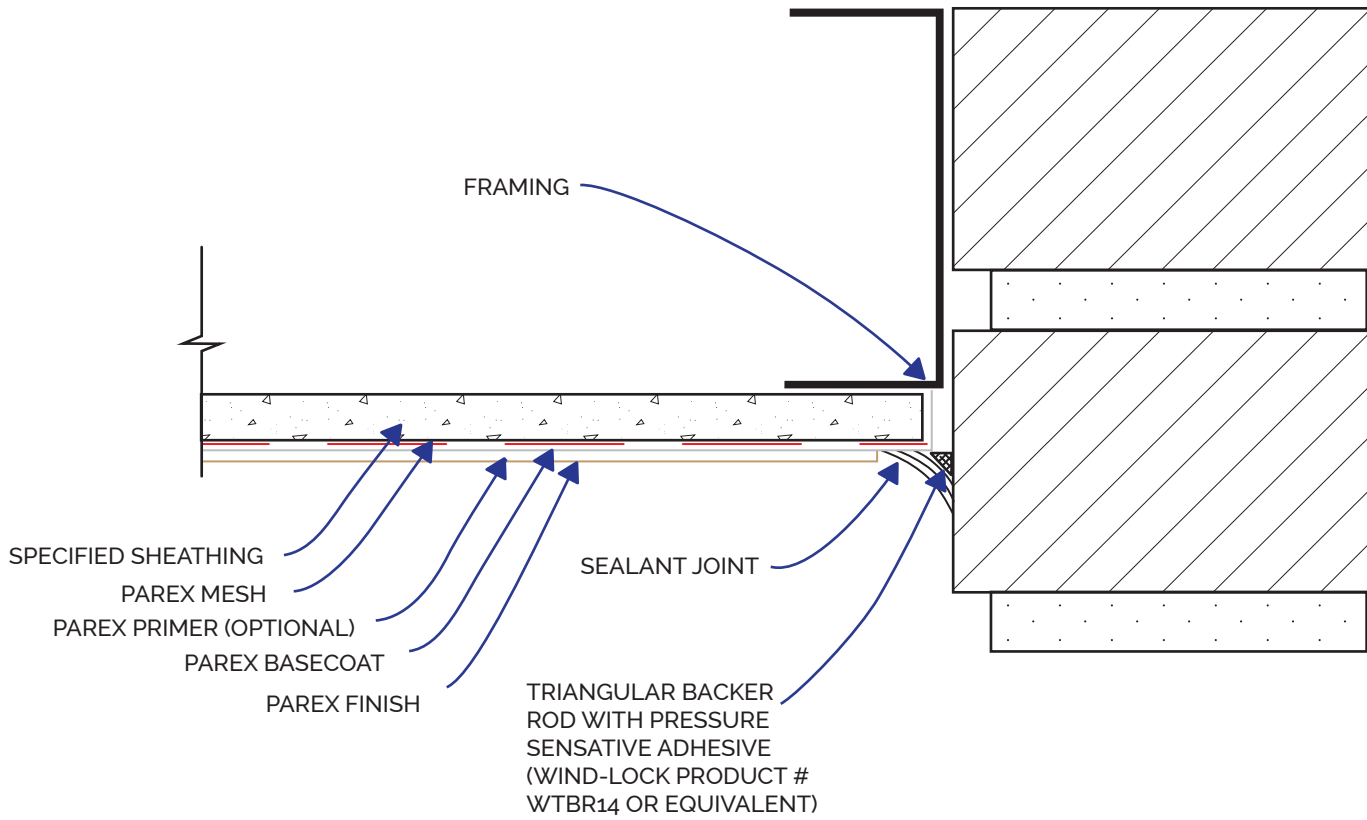 FRAMING
SPECIFIED SHEATHING
PAREX MESH
PAREX PRIMER (OPTIONAL)
PAREX BASECOAT
PAREX FINISH
SEALANT JOINT
TRIANGULAR BACKER
ROD WITH PRESSURE
SENSATIVE ADHESIVE
(WIND-LOCK PRODUCT #
WTBR14 OR EQUIVALENT)